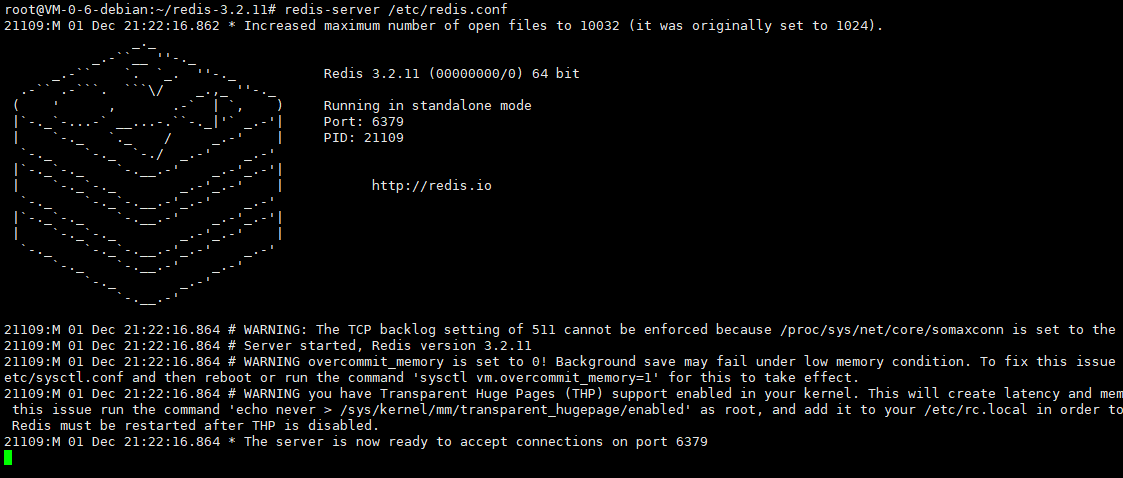 root@VM-0-6-debian:~/redis-3.2.11# redis-server /etc/redis.conf
21109:M 01 Dec 21:22:16.862 * Increased maximum number of open files to 10032 (it was originally set to 1024).
Redis 3.2.11 (00000000/0) 64 bit
Running in standalone mode
Port: 6379
PID: 21109
http://redis.io
21109:M 01 Dec 21:22:16.864 # WARNING: The TCP backlog setting of 511 cannot be enforced because /proc/sys/net/core/somaxconn is set to the
21109:M 01 Dec 21:22:16.864 # Server started, Redis version 3.2.11
21109:M 01 Dec 21:22:16.864 # WARNING overcommit_memory is set to 0! Background save may fail under low memory condition. To fix this issue
etc/sysctl.conf and then reboot or run the command 'sysctl vm.overcommit_memory=1' for this to take effect.
21109:M 01 Dec 21:22:16.864 # WARNING you have Transparent Huge Pages (THP) support enabled in your kernel. This will create latency and mem
this issue run the command 'echo never > /sys/kernel/mm/transparent_hugepage/enabled' as root, and add it to your /etc/rc.local in order to
Redis must be restarted after THP is disabled.
21109:M 01 Dec 21:22:16.864 * The server is now ready to accept connections on port 6379